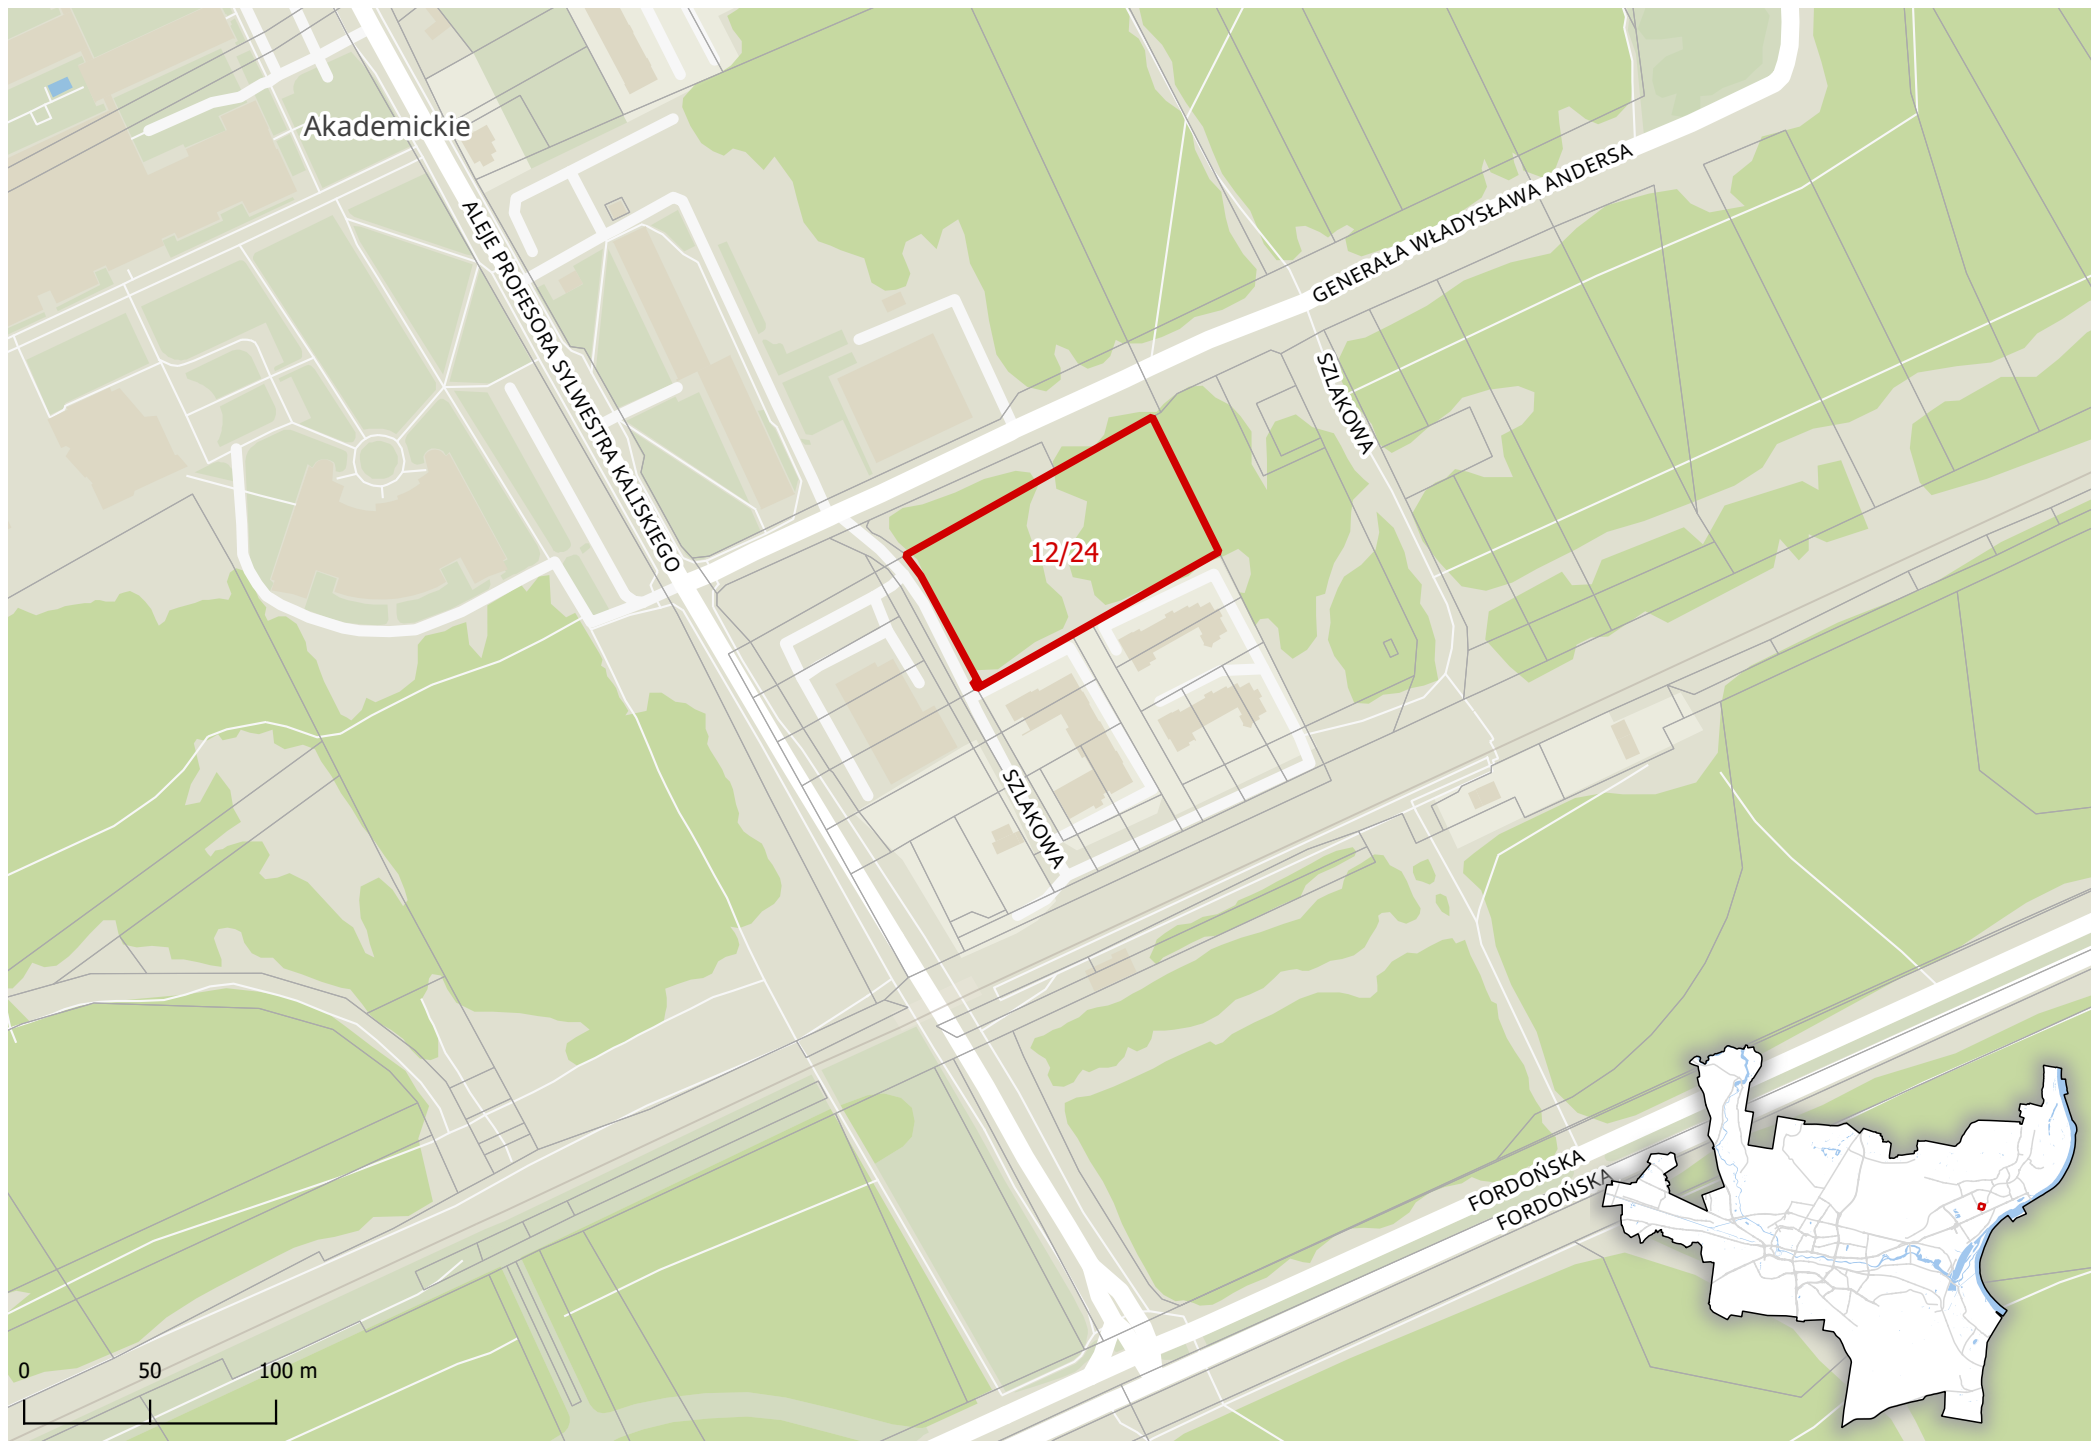 Akademickie
GENERAŁA WŁADYSŁAWA ANDERSA
ALEJE PROFESORA SYLWESTRA KALISKIEGO
SZLAKOWA
12/24
SZLAKOWA
FORDOŃSKA
FORDOŃSKA
0 50 100 m